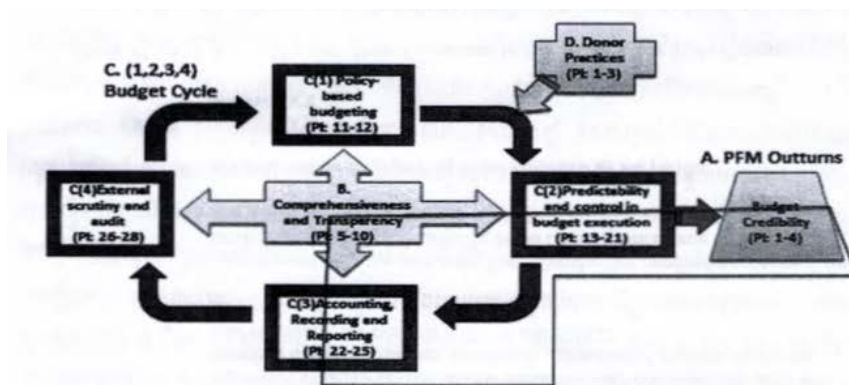 C. (1,2,3,4)
Budget Cycle
C(1) Policy-
based
budgeting
(PI: 11-12)
D. Donor
Practices
(PI: 1-3)
A. PFM Outturns
C(4)External
scrutiny and
audit
(PI: 26-28)
B.
Comprehensiveness
and Transparency
(PI: 5-10)
C(2)Predictability
and control in
budget execution
(PI: 13-21)
Budget
Credibility
(PI: 1-4)
C(3)Accounting,
Recording and
Reporting
(PI: 22-25)